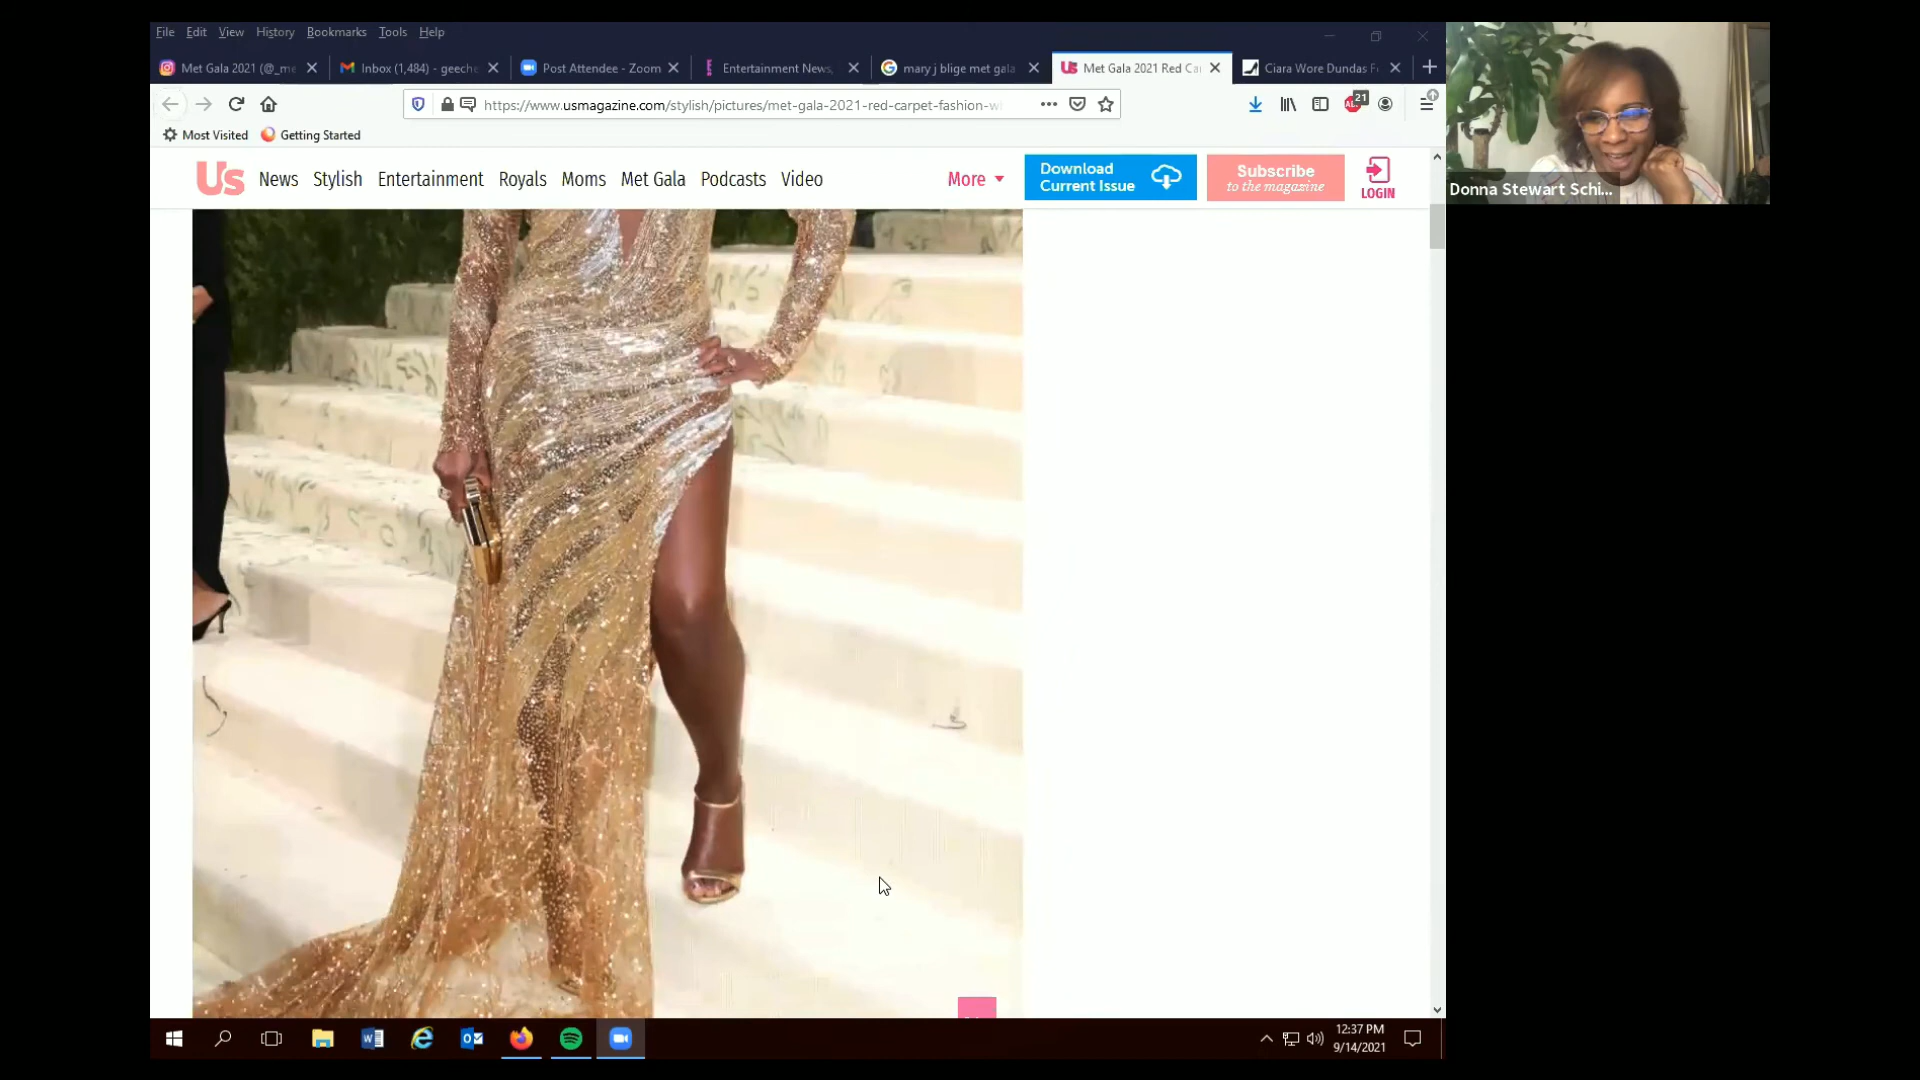 File Edit View History Bookmarks Tools Help
Met Gala 2021 (@_me
Inbox (1,484) - geeche
Post Attendee - Zoom
Entertainment News,
mary j blige met gala
Met Gala 2021 Red Ca
Ciara Wore Dundas F
https://www.usmagazine.com/stylish/pictures/met-gala-2021-red-carpet-fashion-w
21
Most Visited Getting Started
Us News Stylish Entertainment Royals Moms Met Gala Podcasts Video More
Download
Current Issue
Subscribe
to the magazine
LOGIN
Donna Stewart Schi...
12:37 PM
9/14/2021